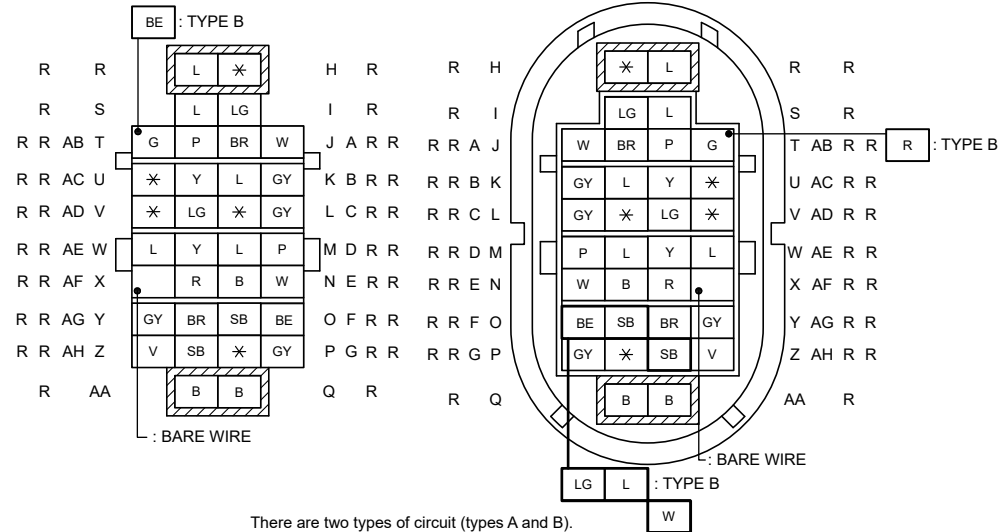 BE : TYPE B
R R L * H R R H * L R R
R S L LG I R R I LG L S R
R R AB T G P BR W J A R R R R A J W BR P G T AB R R R : TYPE B
R R AC U * Y L GY K B R R R R B K GY L Y * U AC R R
R R AD V * LG * GY L C R R R R C L GY * LG * V AD R R
R R AE W L Y L P M D R R R R D M P L Y L W AE R R
R R AF X R B W N E R R R R E N W B R X AF R R
R R AG Y GY BR SB BE O F R R R R F O BE SB BR GY Y AG R R
R R AH Z V SB * GY P G R R R R G P GY * SB V Z AH R R
R AA B B Q R R Q B B AA R
: BARE WIRE : BARE WIRE
LG L : TYPE B
W
There are two types of circuit (types A and B).